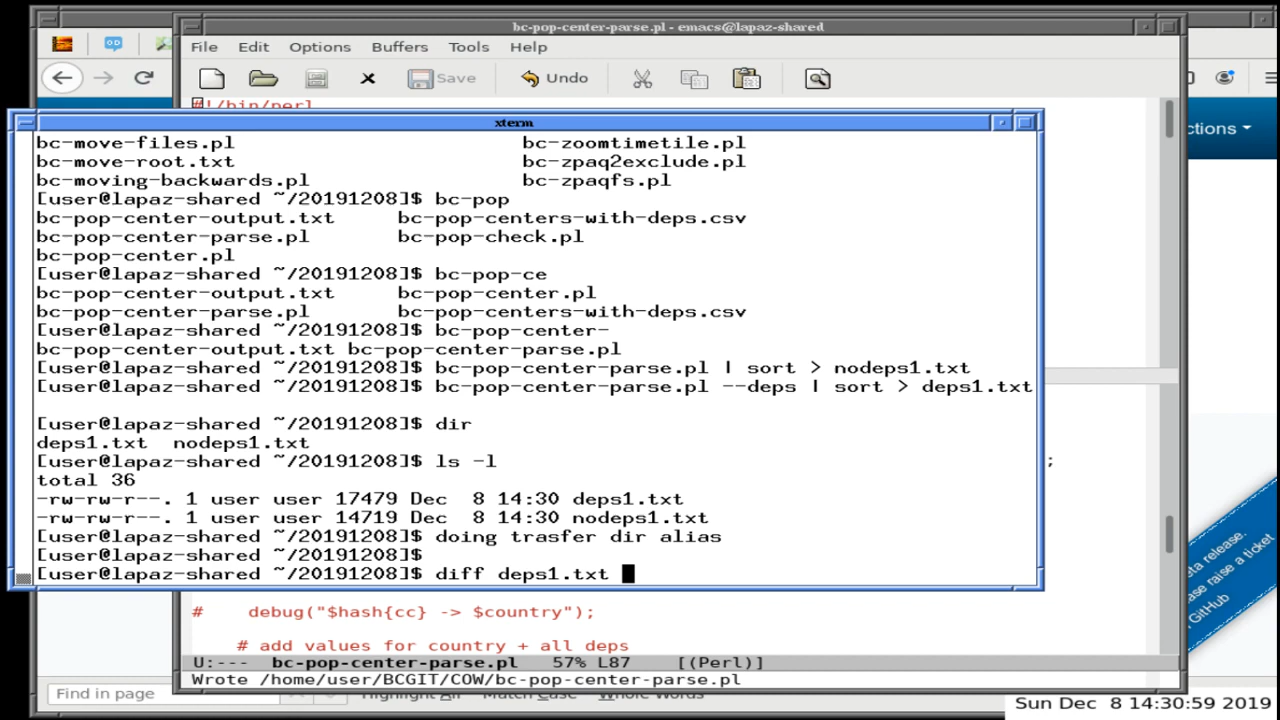 bc-pop-center-parse.pl - emacs@lapaz-shared
File Edit Options Buffers Tools Help
Save Undo
#!/bin/perl
ctions
xterm
bc-move-files.pl bc-zoomtimetile.pl
bc-move-root.txt bc-zpaq2exclude.pl
bc-moving-backwards.pl bc-zpaqfs.pl
[user@lapaz-shared ~/20191208]$ bc-pop
bc-pop-center-output.txt bc-pop-centers-with-deps.csv
bc-pop-center-parse.pl bc-pop-check.pl
bc-pop-center.pl
[user@lapaz-shared ~/20191208]$ bc-pop-ce
bc-pop-center-output.txt bc-pop-center.pl
bc-pop-center-parse.pl bc-pop-centers-with-deps.csv
[user@lapaz-shared ~/20191208]$ bc-pop-center-
bc-pop-center-output.txt bc-pop-center-parse.pl
[user@lapaz-shared ~/20191208]$ bc-pop-center-parse.pl | sort > nodeps1.txt
[user@lapaz-shared ~/20191208]$ bc-pop-center-parse.pl --deps | sort > deps1.txt
[user@lapaz-shared ~/20191208]$ dir
deps1.txt nodeps1.txt
[user@lapaz-shared ~/20191208]$ ls -l
;
total 36
-rw-rw-r--. 1 user user 17479 Dec 8 14:30 deps1.txt
-rw-rw-r--. 1 user user 14719 Dec 8 14:30 nodeps1.txt
[user@lapaz-shared ~/20191208]$ doing trasfer dir alias
[user@lapaz-shared ~/20191208]$
[user@lapaz-shared ~/20191208]$ diff deps1.txt
eta release.
ease raise a ticket
GitHub
# debug("$hash{cc} -> $country");
# add values for country + all deps
U:--- bc-pop-center-parse.pl 57% L87 [(Perl)]
Wrote /home/user/BCGIT/COW/bc-pop-center-parse.pl
Find in page
Sun Dec 8 14:30:59 2019